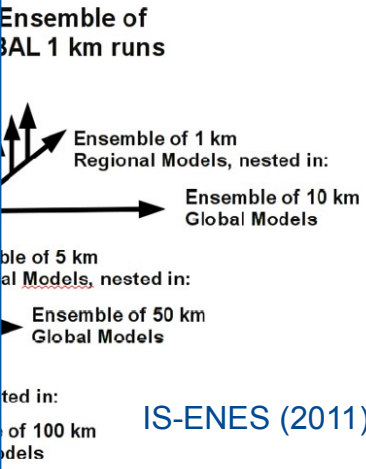 Ensemble of
BAL 1 km runs
Ensemble of 1 km
Regional Models, nested in:
Ensemble of 10 km
Global Models
ble of 5 km
al Models, nested in:
Ensemble of 50 km
Global Models
ted in:
of 100 km
odels
IS-ENES (2011)